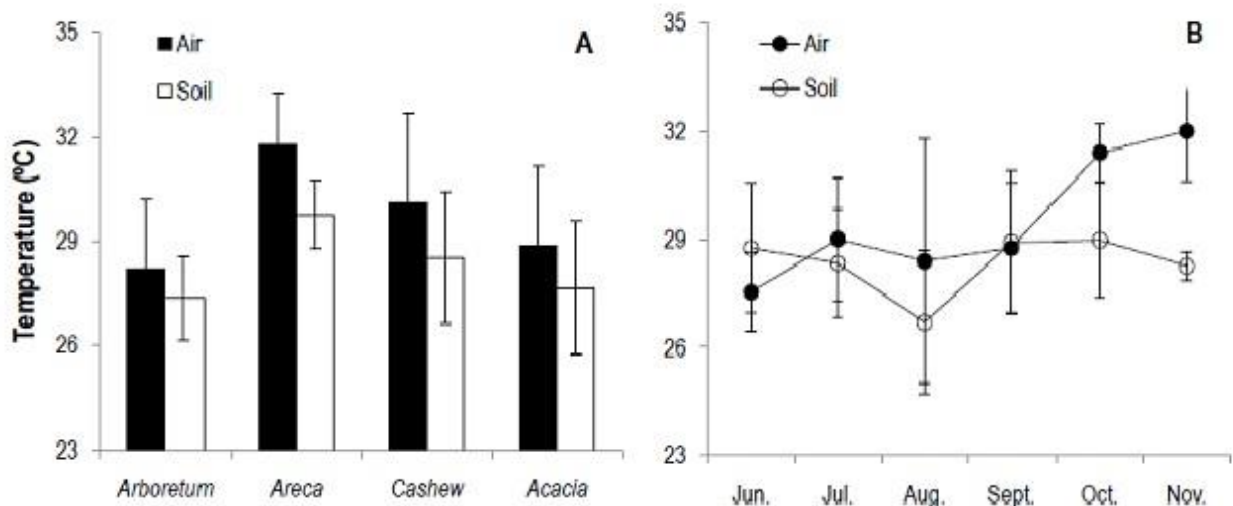 35
32
29
26
23
Temperature (ºC)
Air
Soil
A
Arboretum Areca Cashew Acacia
35
32
29
26
23
Air
Soil
B
Jun. Jul. Aug. Sept. Oct. Nov.